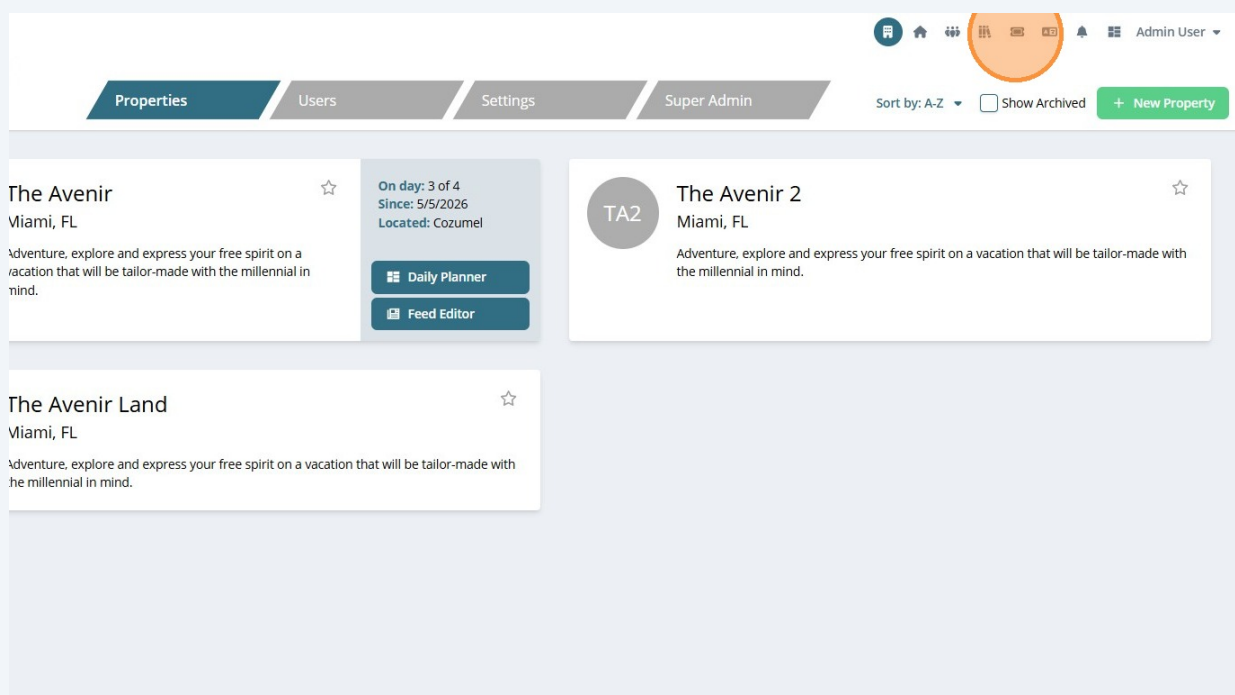 Admin User
Properties
Users
Settings
Super Admin
Sort by: A-Z
Show Archived
+ New Property
The Avenir
Miami, FL
Adventure, explore and express your free spirit on a
vacation that will be tailor-made with the millennial in
mind.
On day: 3 of 4
Since: 5/5/2026
Located: Cozumel
Daily Planner
Feed Editor
TA2
The Avenir 2
Miami, FL
Adventure, explore and express your free spirit on a vacation that will be tailor-made with
the millennial in mind.
The Avenir Land
Miami, FL
Adventure, explore and express your free spirit on a vacation that will be tailor-made with
the millennial in mind.